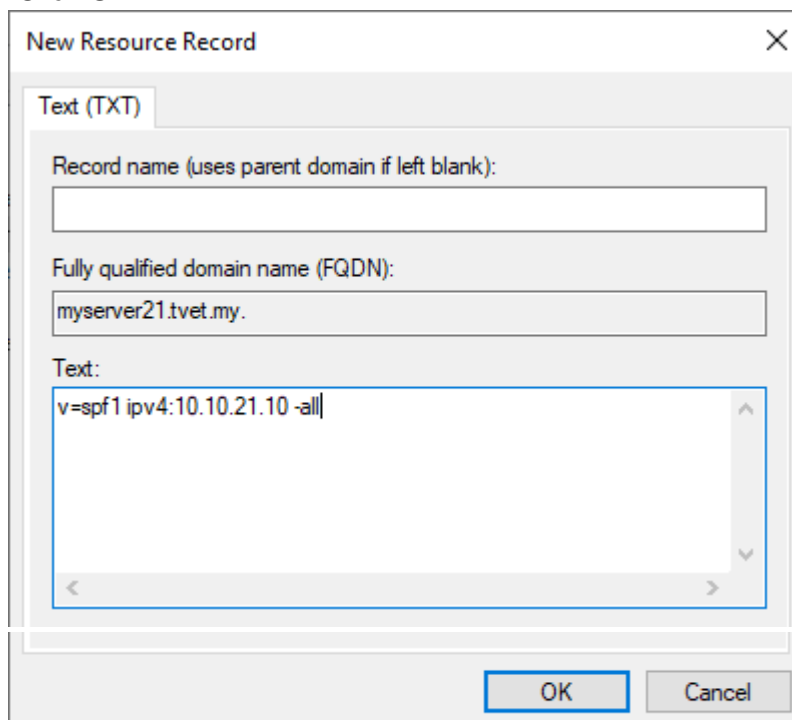 New Resource Record
Text (TXT)
Record name (uses parent domain if left blank):
Fully qualified domain name (FQDN):
myserver21.tvet.my.
Text:
v=spf1 ipv4:10.10.21.10 -all
OK Cancel